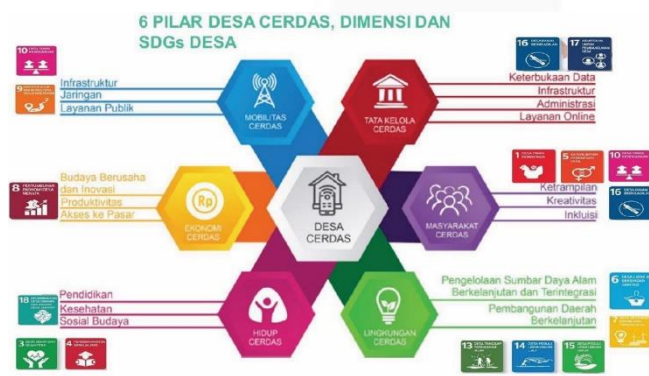 6 PILAR DESA CERDAS, DIMENSI DAN
SDGs DESA
10
9
Infrastruktur
Jaringan
Layanan Publik
MOBILITAS
CERDAS
TATA KELOLA
CERDAS
16
17
Keterbukaan Data
Infrastruktur
Administrasi
Layanan Online
8
Budaya Berusaha
dan Inovasi
Produktivitas
Akses ke Pasar
Rp
EKONOMI
CERDAS
DESA
CERDAS
MASYARAKAT
CERDAS
1
5
10
16
Ketrampilan
Kreativitas
Inklusi
18
Pendidikan
Kesehatan
Sosial Budaya
3
4
HIDUP
CERDAS
LINGKUNGAN
CERDAS
Pengelolaan Sumbar Daya Alam
Berkelanjutan dan Terintegrasi
Pembangunan Daerah
Berkelanjutan
6
7
13
14
15